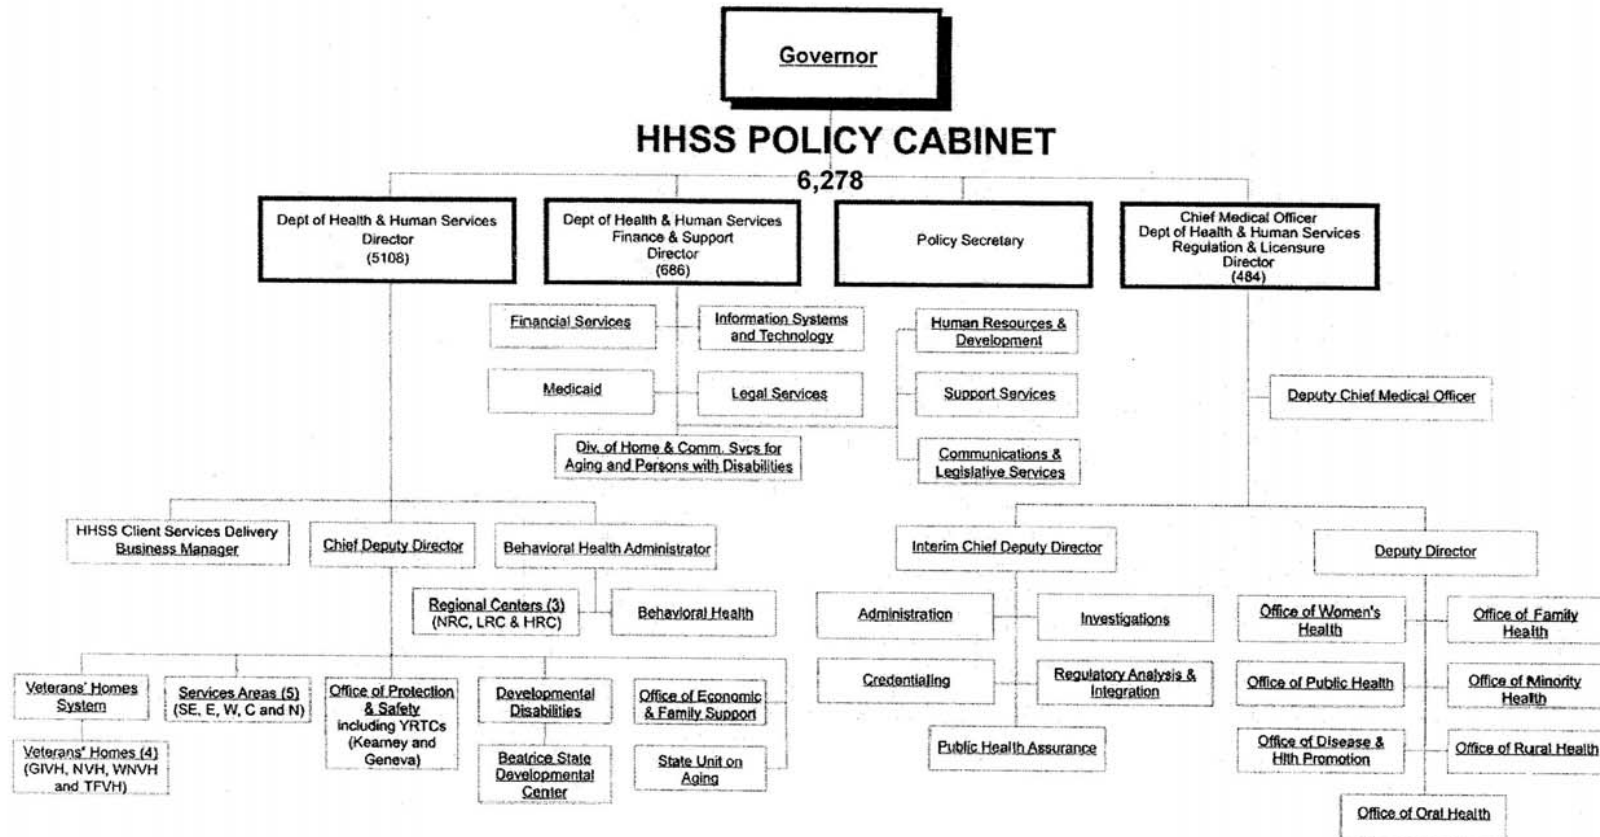 Governor
HHSS POLICY CABINET
6,278
Dept of Health & Human Services
Director
(5108)
Dept of Health & Human Services
Finance & Support
Director
(686)
Policy Secretary
Chief Medical Officer
Dept of Health & Human Services
Regulation & Licensure
Director
(484)
Financial Services
Information Systems
and Technology
Human Resources &
Development
Medicaid
Legal Services
Support Services
Deputy Chief Medical Officer
Div. of Home & Comm. Svcs for
Aging and Persons with Disabilities
Communications &
Legislative Services
HHSS Client Services Delivery
Business Manager
Chief Deputy Director
Behavioral Health Administrator
Interim Chief Deputy Director
Deputy Director
Regional Centers (3)
(NRC, LRC & HRC)
Behavioral Health
Administration
Investigations
Office of Women's
Health
Office of Family
Health
Veterans' Homes
System
Services Areas (5)
(SE, E, W, C and N)
Office of Protection
& Safety
including YRTCs
(Kearney and
Geneva)
Developmental
Disabilities
Office of Economic
& Family Support
Credentialing
Regulatory Analysis &
Integration
Office of Public Health
Office of Minority
Health
Veterans' Homes (4)
(GIVH, NVH, WNVH
and TFVH)
Beatrice State
Developmental
Center
State Unit on
Aging
Public Health Assurance
Office of Disease &
Hlth Promotion
Office of Rural Health
Office of Oral Health